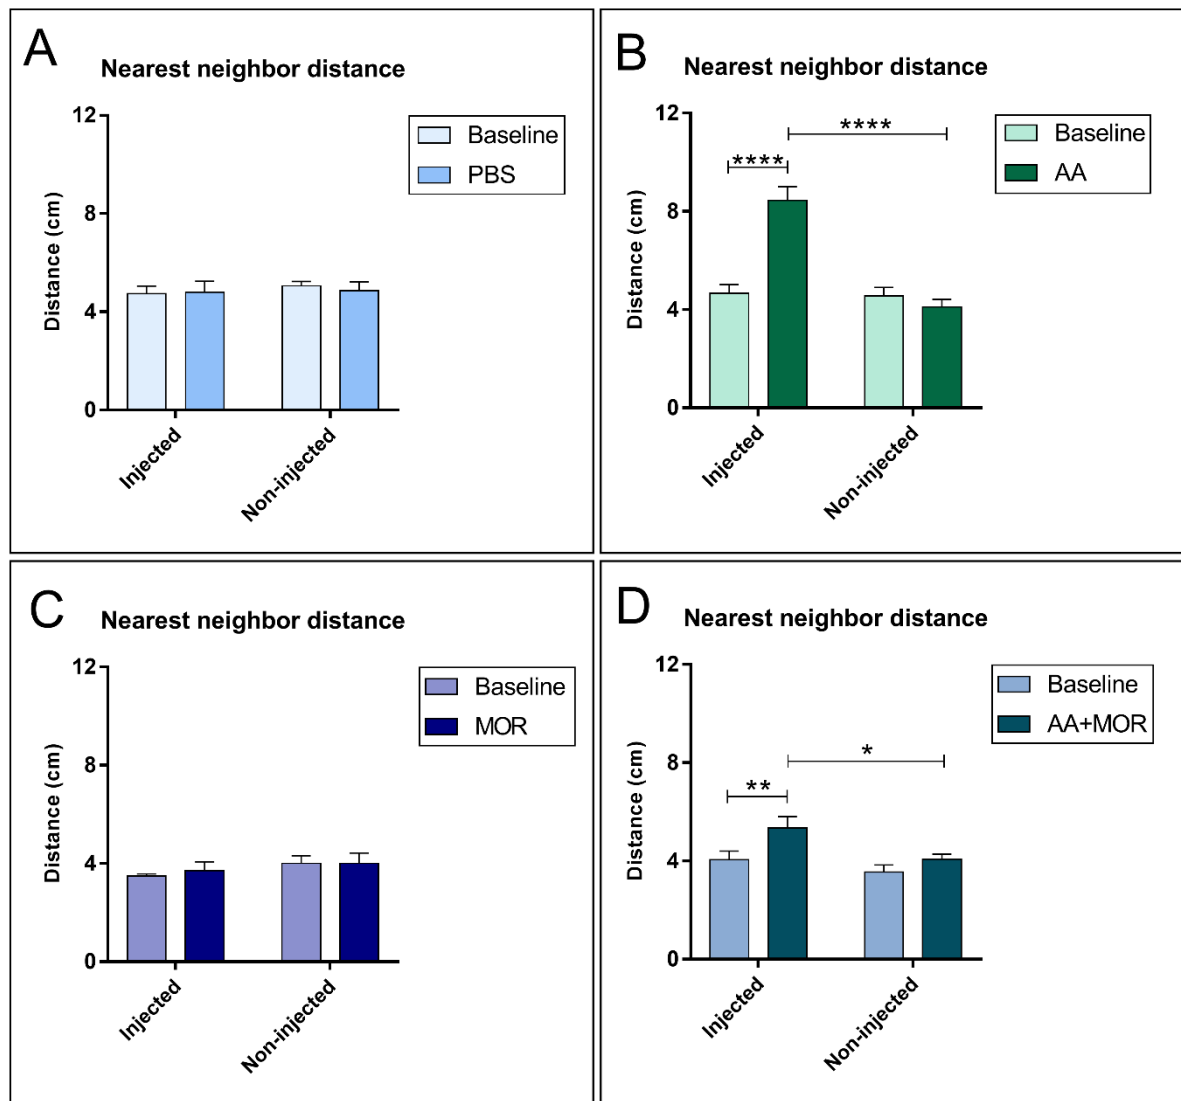 A
Nearest neighbor distance
12
8
4
0
Distance (cm)
Baseline
PBS
Injected
Non-injected
B
Nearest neighbor distance
12
8
4
0
Distance (cm)
****
****
Baseline
AA
Injected
Non-injected
C
Nearest neighbor distance
12
8
4
0
Distance (cm)
Baseline
MOR
Injected
Non-injected
D
Nearest neighbor distance
12
8
4
0
Distance (cm)
*
**
Baseline
AA+MOR
Injected
Non-injected